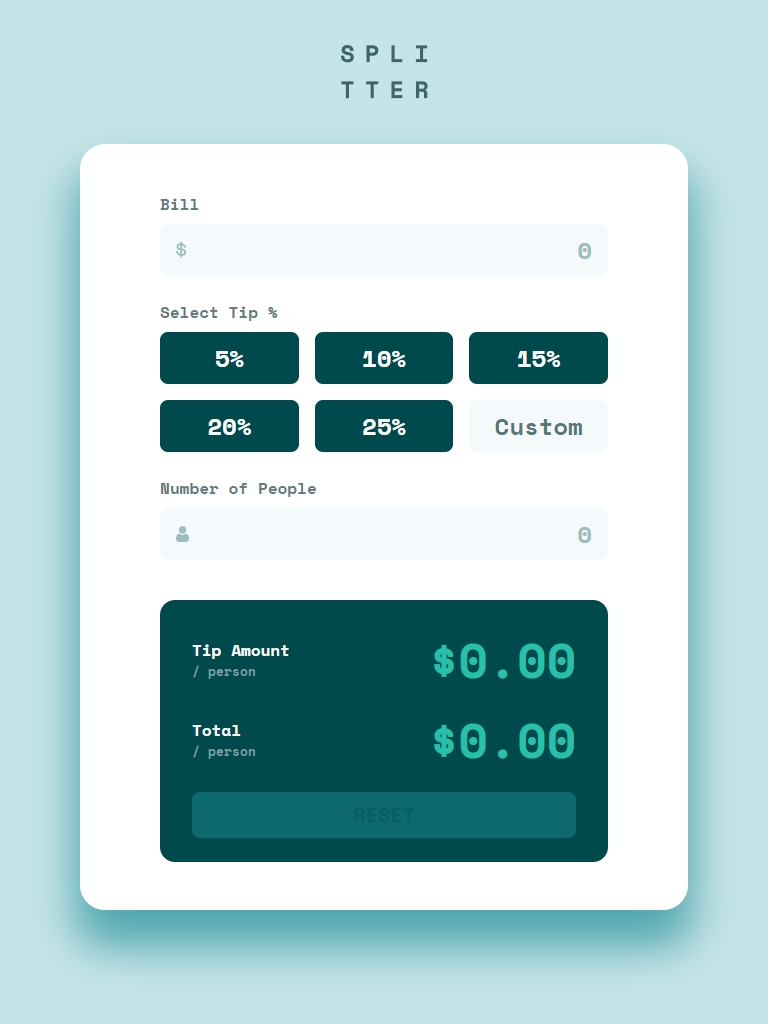 SPLI
TTER
Bill
$ 0
Select Tip %
5% 10% 15%
20% 25% Custom
Number of People
0
Tip Amount $0.00
/ person
Total $0.00
/ person
RESET